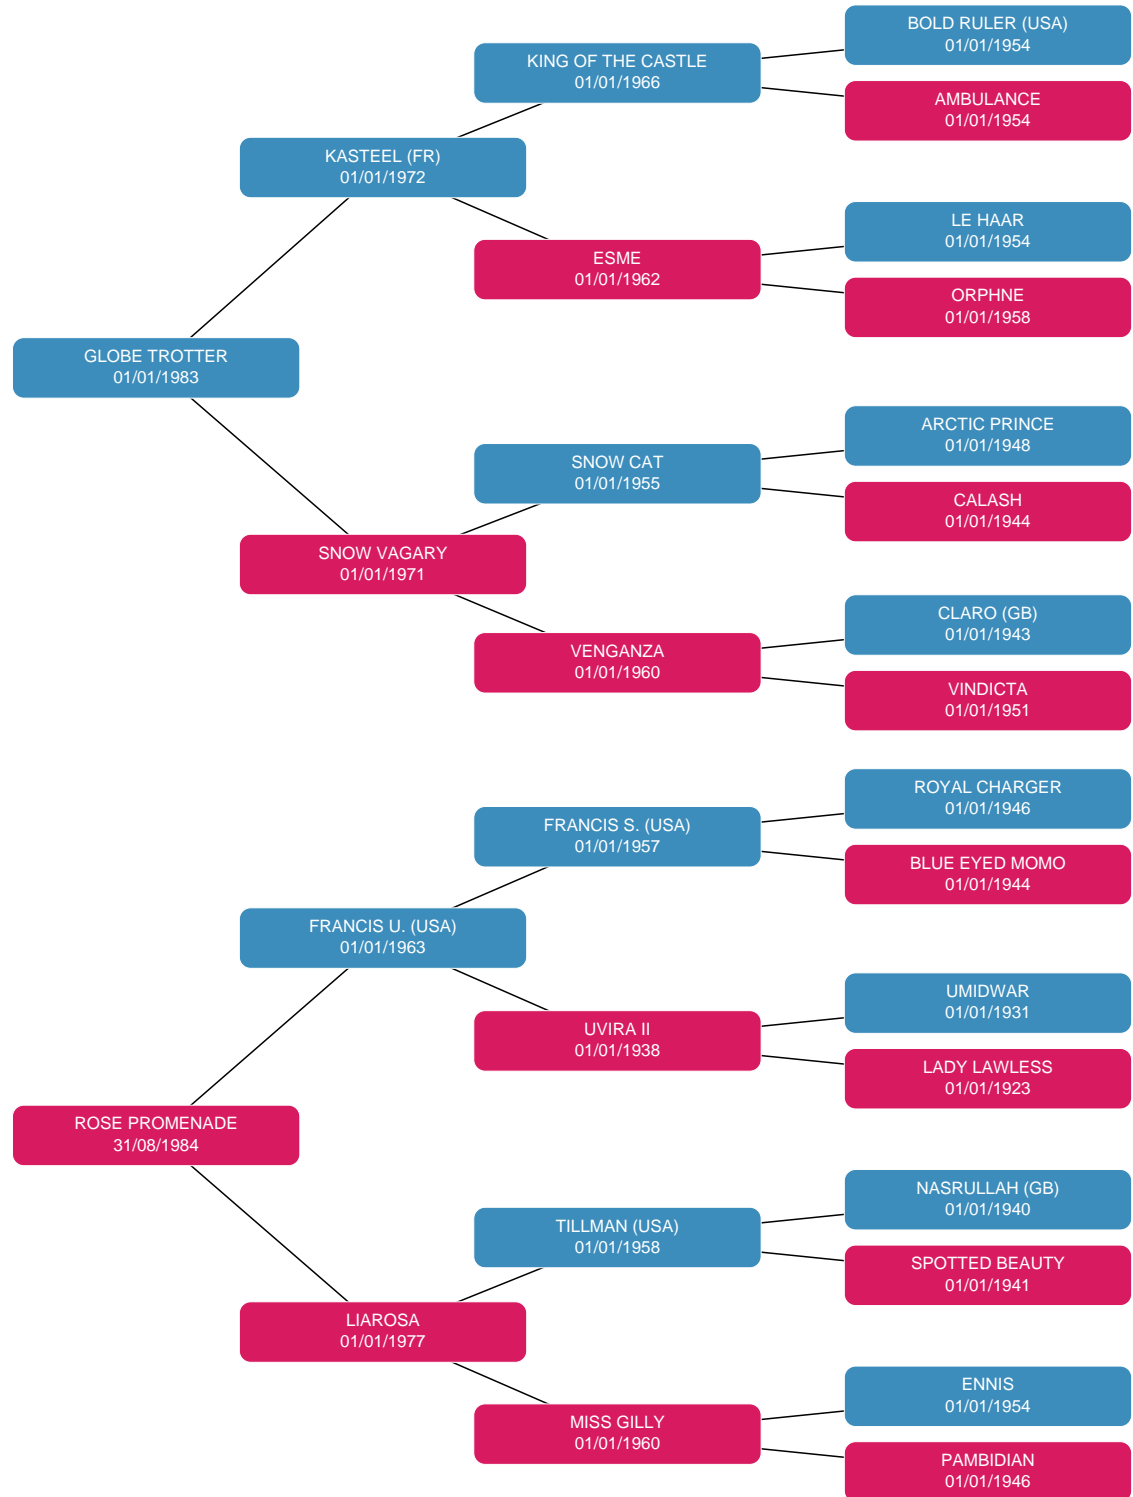 BOLD RULER (USA)
01/01/1954
KING OF THE CASTLE
01/01/1966
AMBULANCE
01/01/1954
KASTEEL (FR)
01/01/1972
LE HAAR
01/01/1954
ESME
01/01/1962
ORPHNE
01/01/1958
GLOBE TROTTER
01/01/1983
ARCTIC PRINCE
01/01/1948
SNOW CAT
01/01/1955
CALASH
01/01/1944
SNOW VAGARY
01/01/1971
CLARO (GB)
01/01/1943
VENGANZA
01/01/1960
VINDICTA
01/01/1951
ROYAL CHARGER
01/01/1946
FRANCIS S. (USA)
01/01/1957
BLUE EYED MOMO
01/01/1944
FRANCIS U. (USA)
01/01/1963
UMIDWAR
01/01/1931
UVIRA II
01/01/1938
LADY LAWLESS
01/01/1923
ROSE PROMENADE
31/08/1984
NASRULLAH (GB)
01/01/1940
TILLMAN (USA)
01/01/1958
SPOTTED BEAUTY
01/01/1941
LIAROSA
01/01/1977
ENNIS
01/01/1954
MISS GILLY
01/01/1960
PAMBIDIAN
01/01/1946